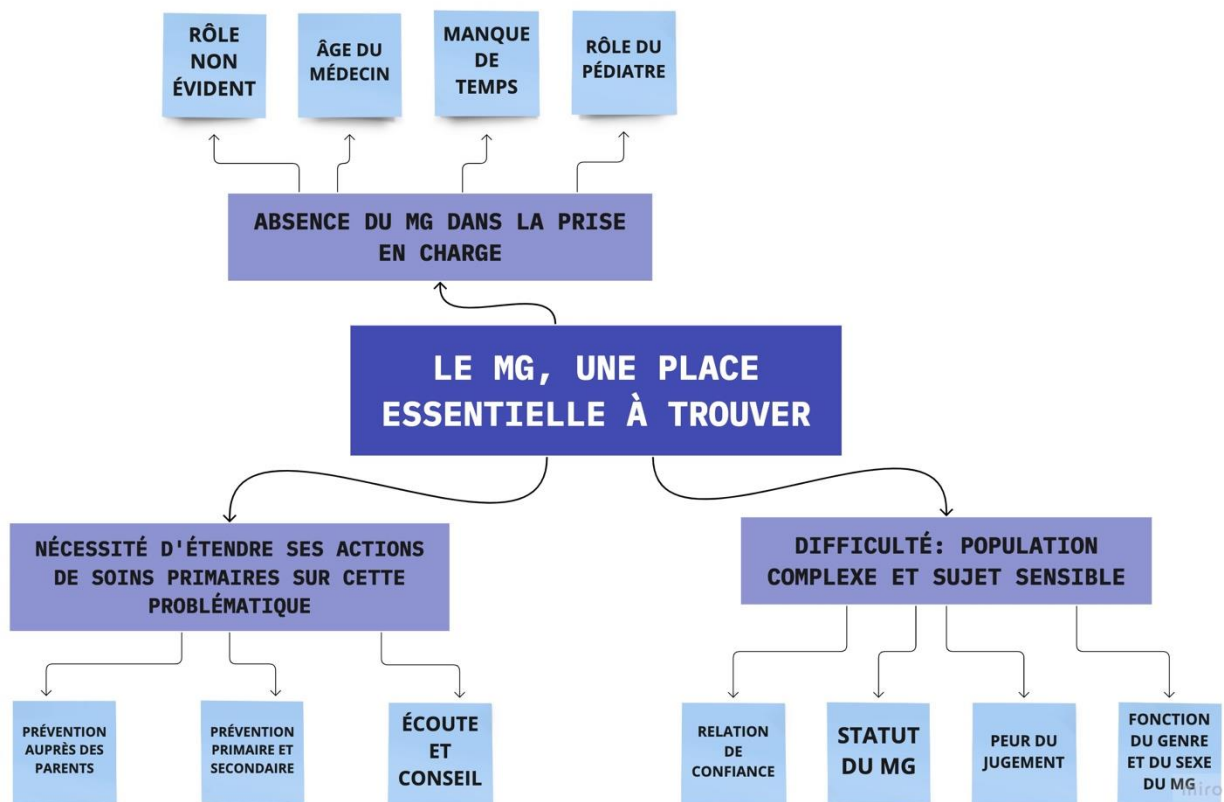 RÔLE
NON
ÉVIDENT
ÂGE DU
MÉDECIN
MANQUE
DE
TEMPS
RÔLE DU
PÉDIATRE
ABSENCE DU MG DANS LA PRISE
EN CHARGE
LE MG, UNE PLACE
ESSENTIELLE À TROUVER
NÉCESSITÉ D'ÉTENDRE SES ACTIONS
DE SOINS PRIMAIRES SUR CETTE
PROBLÉMATIQUE
DIFFICULTÉ: POPULATION
COMPLEXE ET SUJET SENSIBLE
PRÉVENTION
AUPRÈS DES
PARENTS
PRÉVENTION
PRIMAIRE ET
SECONDAIRE
ÉCOUTE
ET
CONSEIL
RELATION
DE
CONFIANCE
STATUT
DU MG
PEUR DU
JUGEMENT
FONCTION
DU GENRE
ET DU SEXE
DU MG
miro